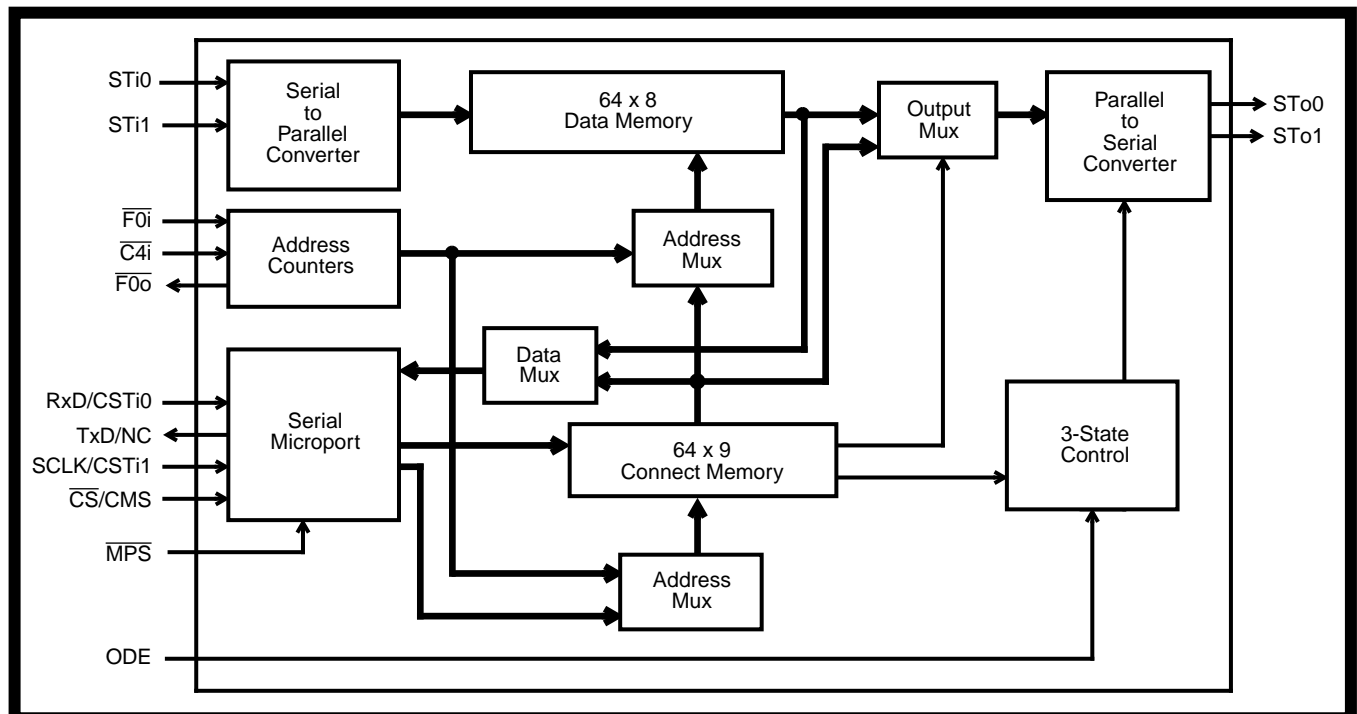 STi0
STi1
Serial
to
Parallel
Converter
64 x 8
Data Memory
Output
Mux
Parallel
to
Serial
Converter
STo0
STo1
F0i
C4i
F0o
Address
Counters
Address
Mux
Data
Mux
RxD/CSTi0
TxD/NC
SCLK/CSTi1
CS/CMS
MPS
Serial
Microport
64 x 9
Connect Memory
3-State
Control
Address
Mux
ODE